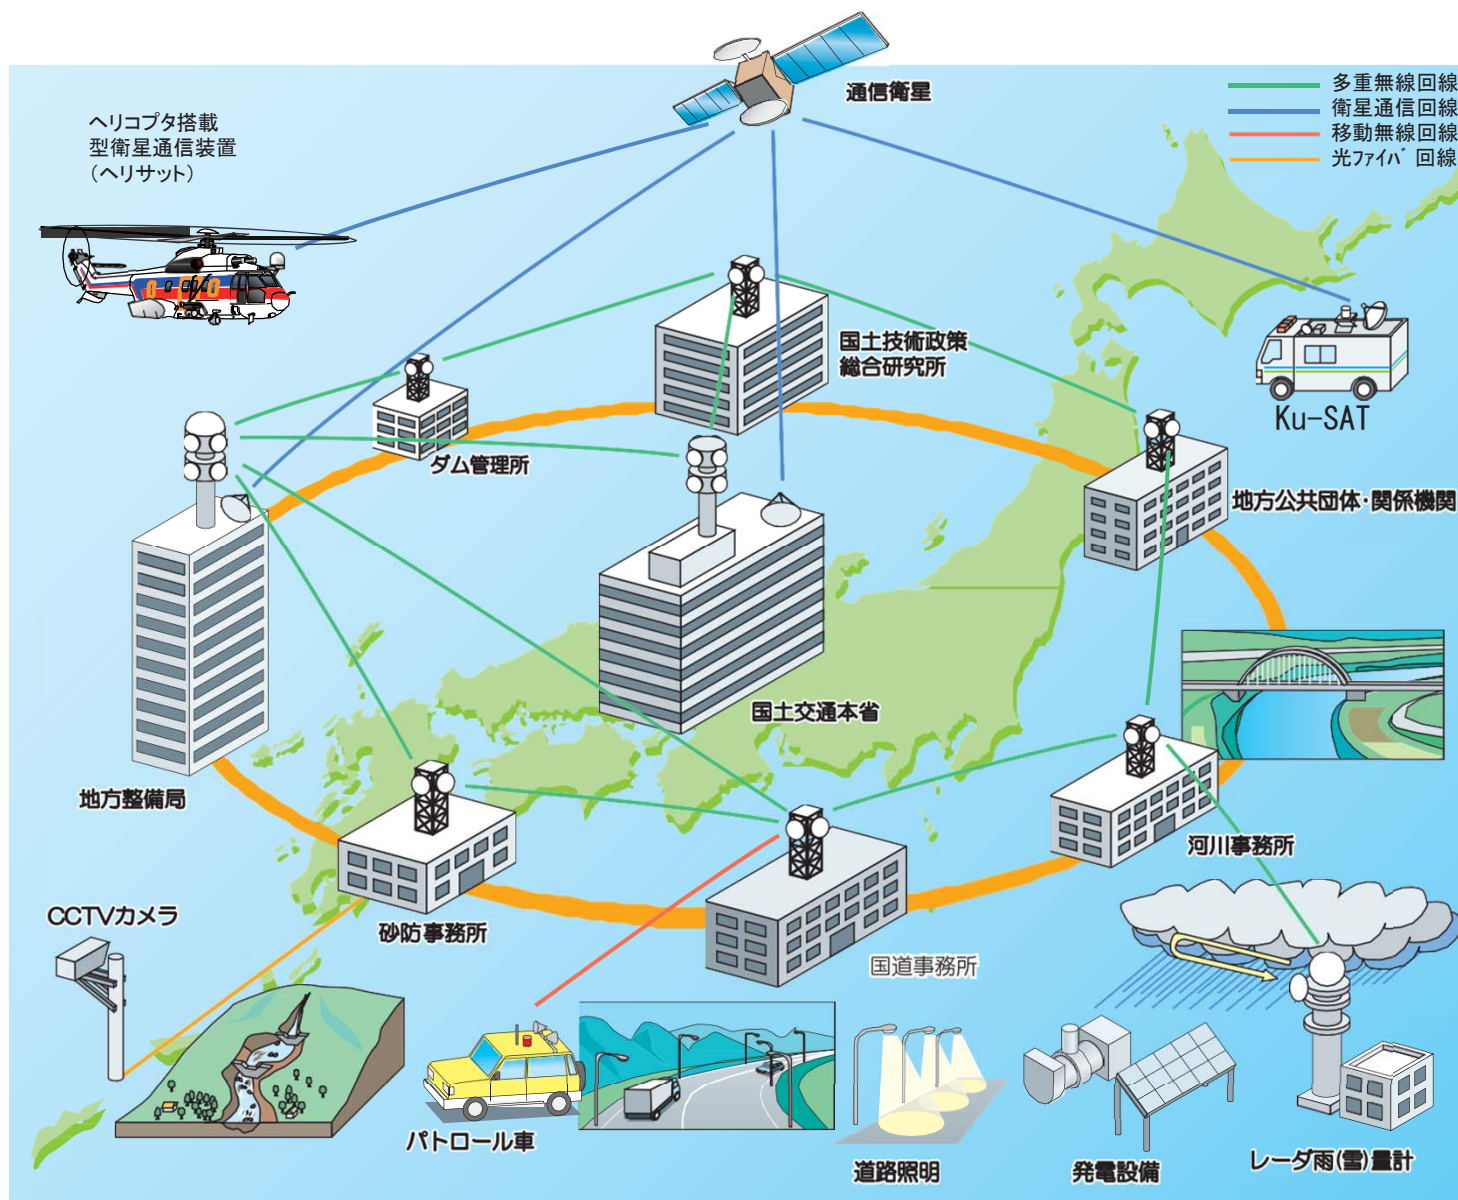 通信衛星
多重無線回線
衛星通信回線
移動無線回線
光ファイバ回線
ヘリコプタ搭載
型衛星通信装置
(ヘリサット)
国土技術政策
総合研究所
Ku-SAT
ダム管理所
地方公共団体・関係機関
国土交通本省
地方整備局
河川事務所
CCTVカメラ
砂防事務所
国道事務所
パトロール車
道路照明
発電設備
レーダ雨(雪)量計